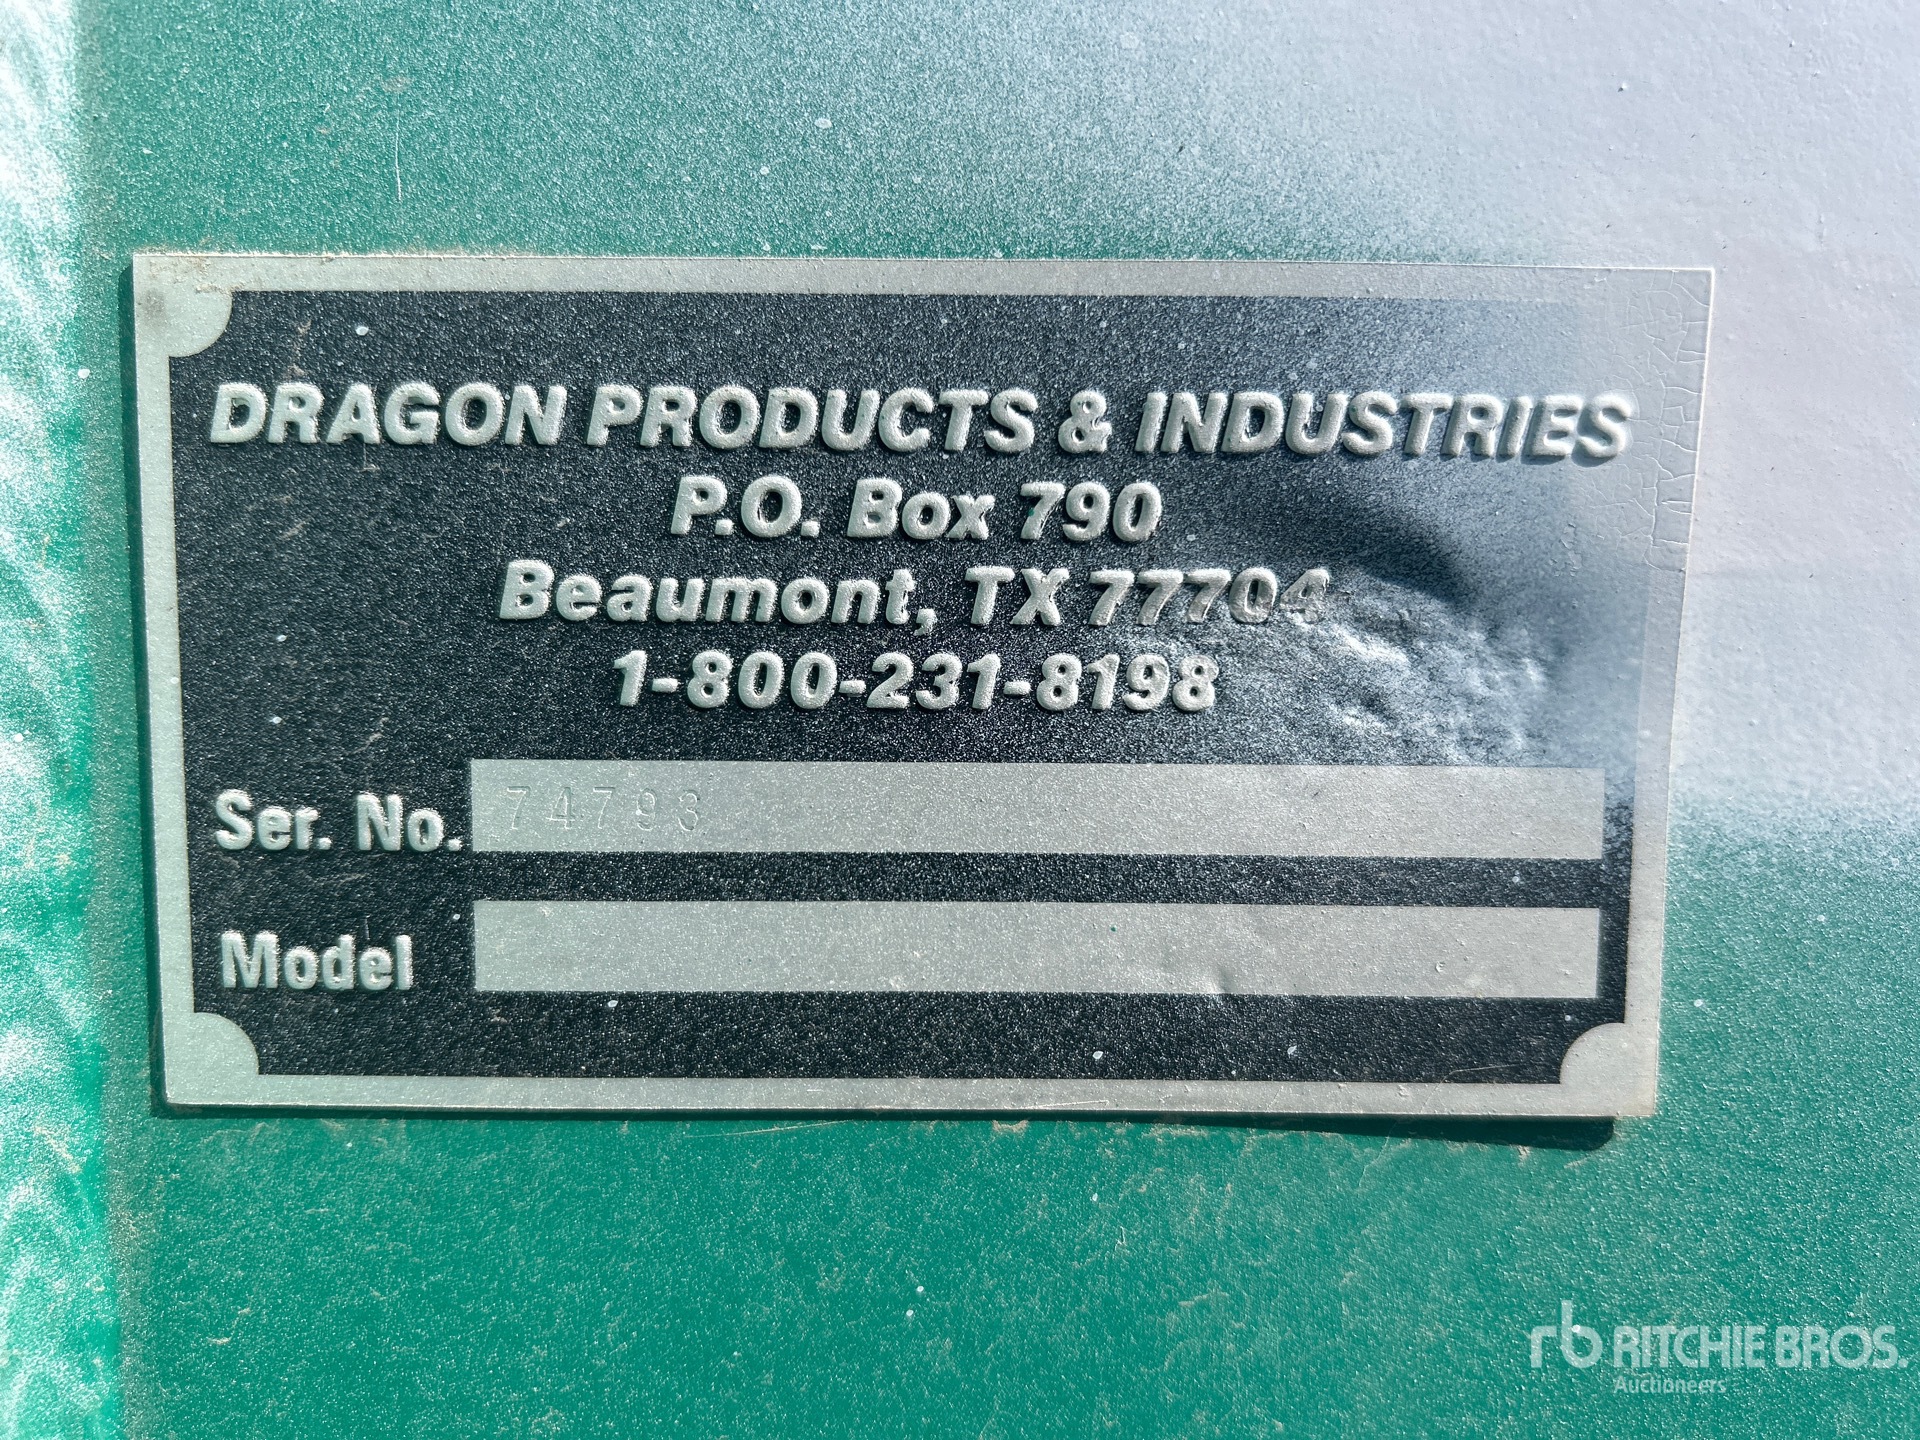 DRAGON PRODUCTS & INDUSTRIES
P.O. Box 790
Beaumont, TX 77704
1-800-231-8198
Ser. No. 74793
Model
rb RITCHIE BROS.
Auctioneers